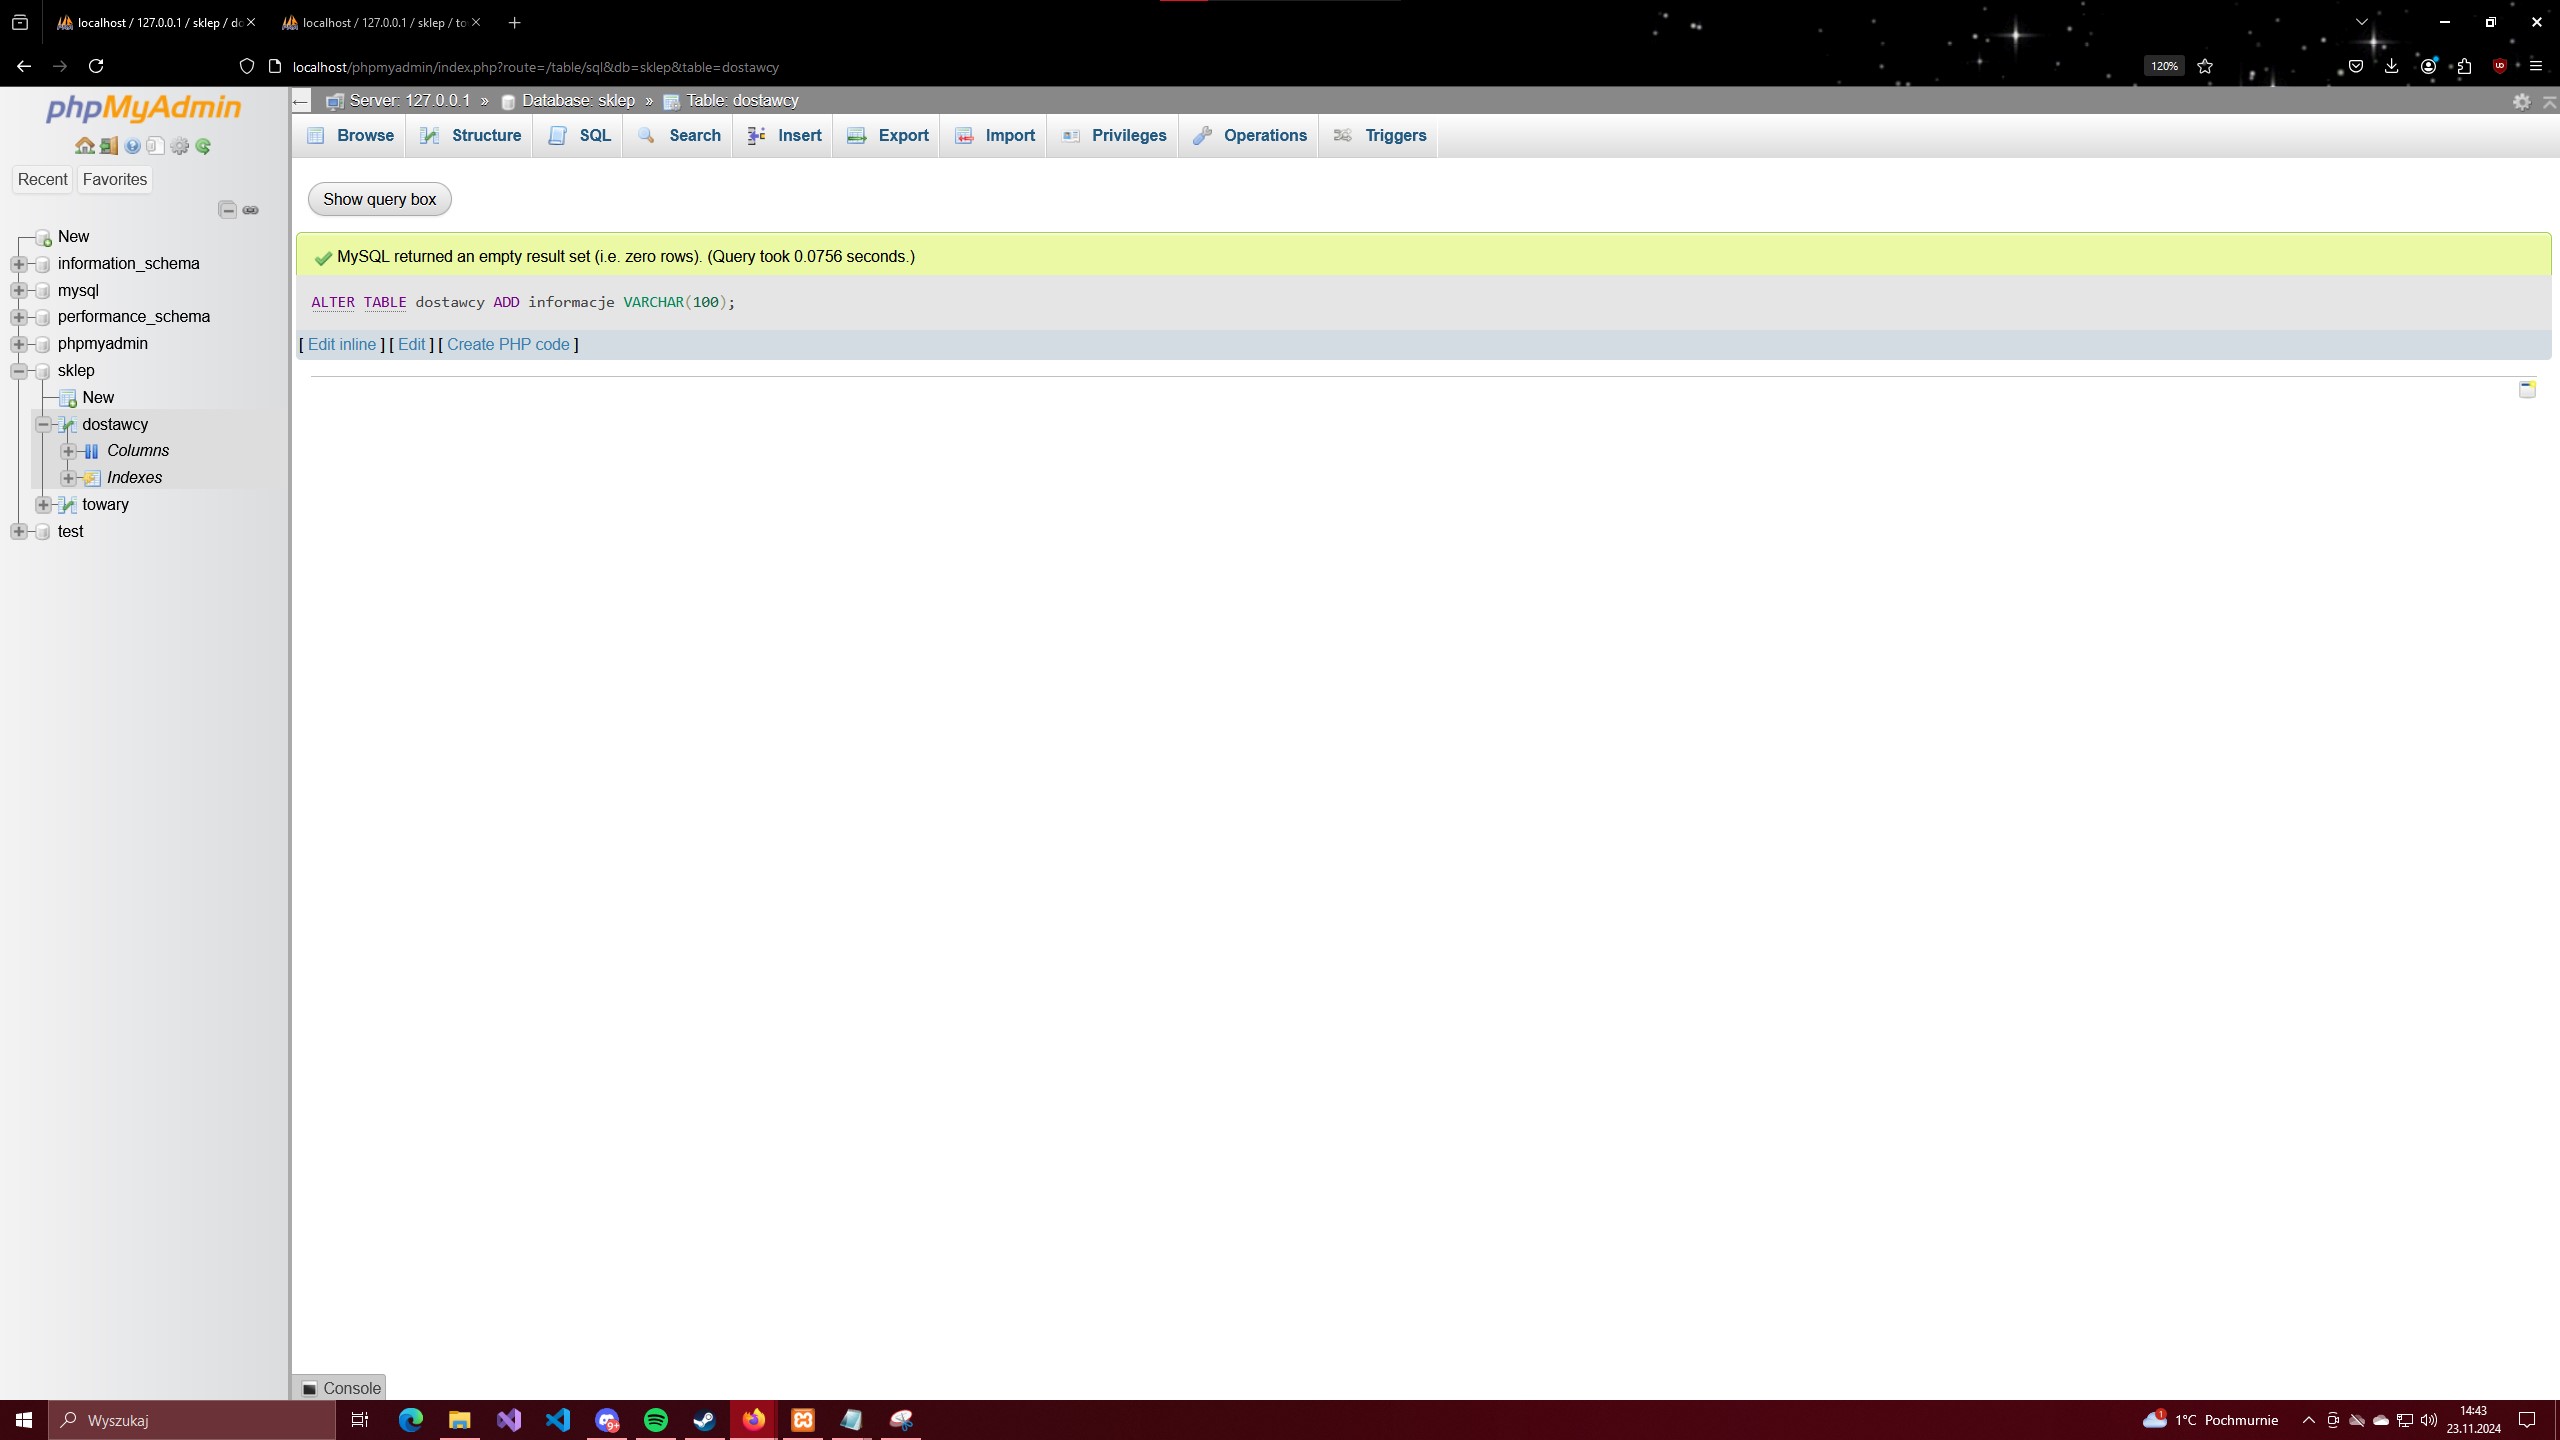 localhost / 127.0.0.1 / sklep / do
localhost / 127.0.0.1 / sklep / to
localhost/phpmyadmin/index.php?route=/table/sql&db=sklep&table=dostawcy
120%
phpMyAdmin
Recent Favorites
New
information_schema
mysql
performance_schema
phpmyadmin
sklep
New
dostawcy
Columns
Indexes
towary
test
Server: 127.0.0.1 » Database: sklep » Table: dostawcy
Browse Structure SQL Search Insert Export Import Privileges Operations Triggers
Show query box
MySQL returned an empty result set (i.e. zero rows). (Query took 0.0756 seconds.)
ALTER TABLE dostawcy ADD informacje VARCHAR(100);
[ Edit inline ] [ Edit ] [ Create PHP code ]
Console
Wyszukaj
9+
1
1°C Pochmurnie
14:43
23.11.2024